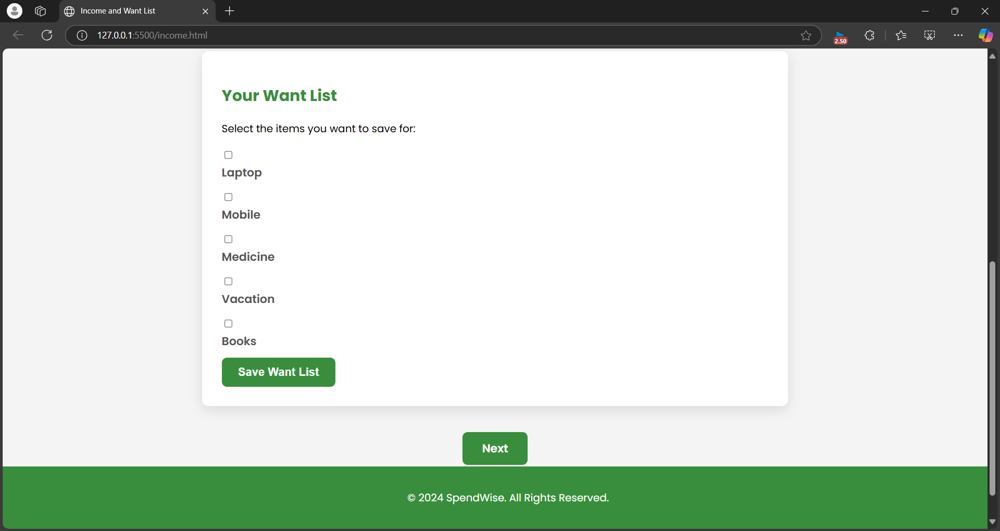 Income and Want List
127.0.0.1:5500/income.html
2.50
Your Want List
Select the items you want to save for:
Laptop
Mobile
Medicine
Vacation
Books
Save Want List
Next
© 2024 SpendWise. All Rights Reserved.